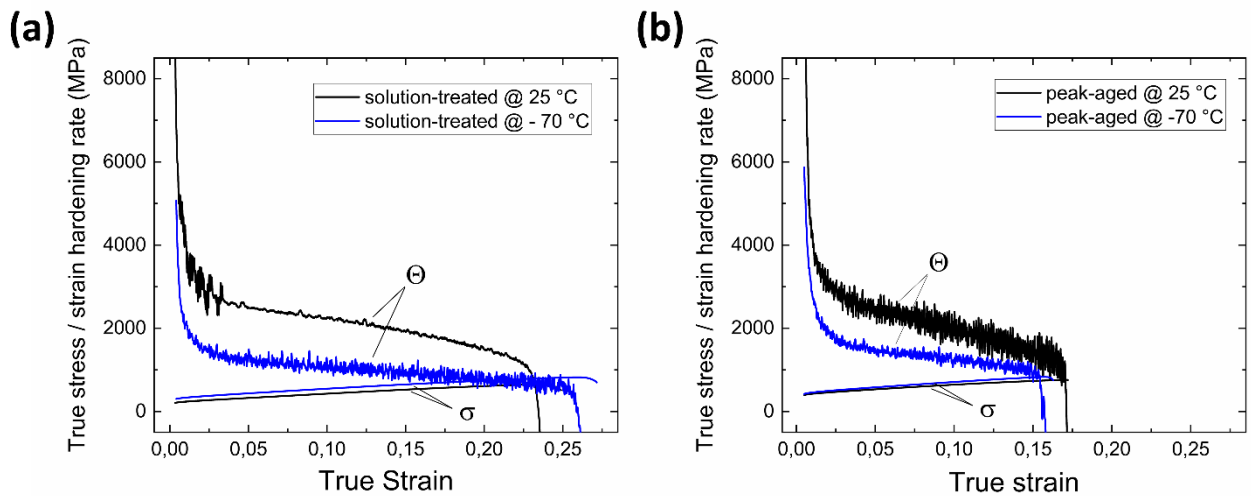 (a)
True stress / strain hardening rate (MPa)
8000
6000
4000
2000
0
solution-treated @ 25 °C
solution-treated @ - 70 °C
Θ
σ
0,00 0,05 0,10 0,15 0,20 0,25
True Strain
(b)
True stress / strain hardening rate (MPa)
8000
6000
4000
2000
0
peak-aged @ 25 °C
peak-aged @ -70 °C
Θ
σ
0,00 0,05 0,10 0,15 0,20 0,25
True strain